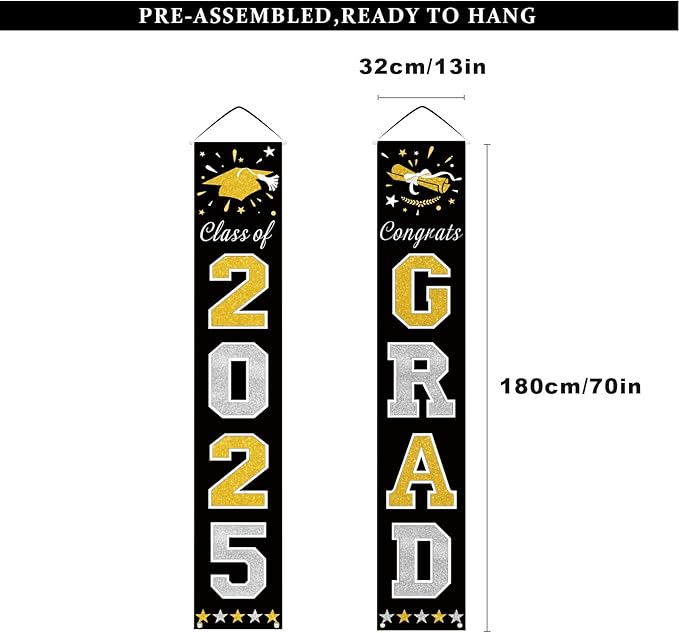 PRE-ASSEMBLED,READY TO HANG
32cm/13in
Class of
2
0
2
5
Congrats
G
R
A
D
180cm/70in